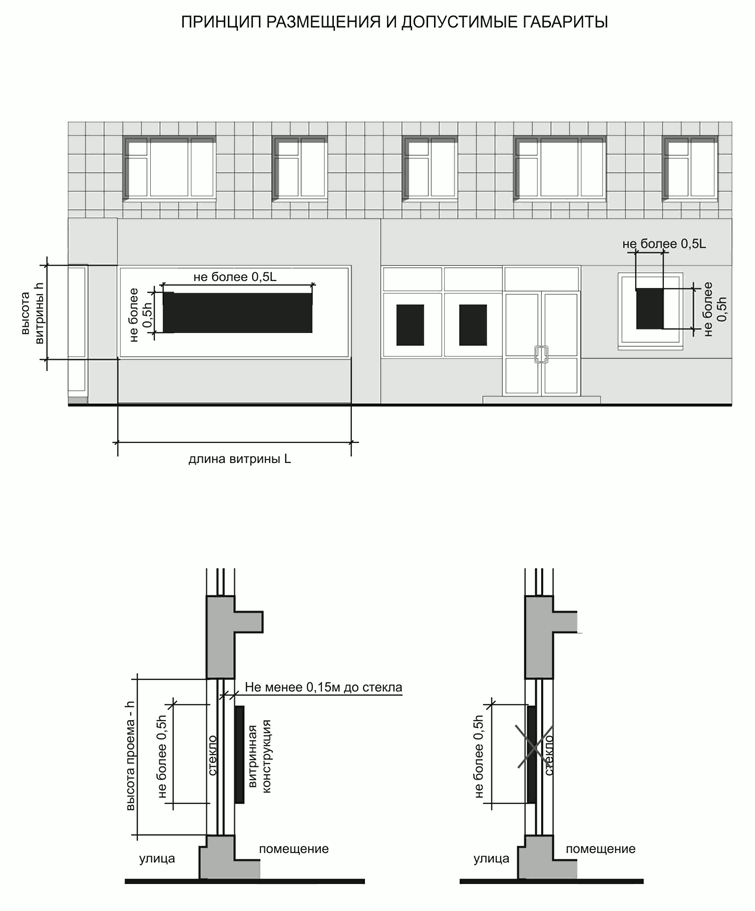 ПРИНЦИП РАЗМЕЩЕНИЯ И ДОПУСТИМЫЕ ГАБАРИТЫ
не более 0,5L
не более 0,5L
высота
витрины h
не более
0,5h
не более
0,5h
длина витрины L
Не менее 0,15м до стекла
высота проема - h
не более 0,5h
стекло
витринная
конструкция
не более 0,5h
стекло
улица
помещение
улица
помещение